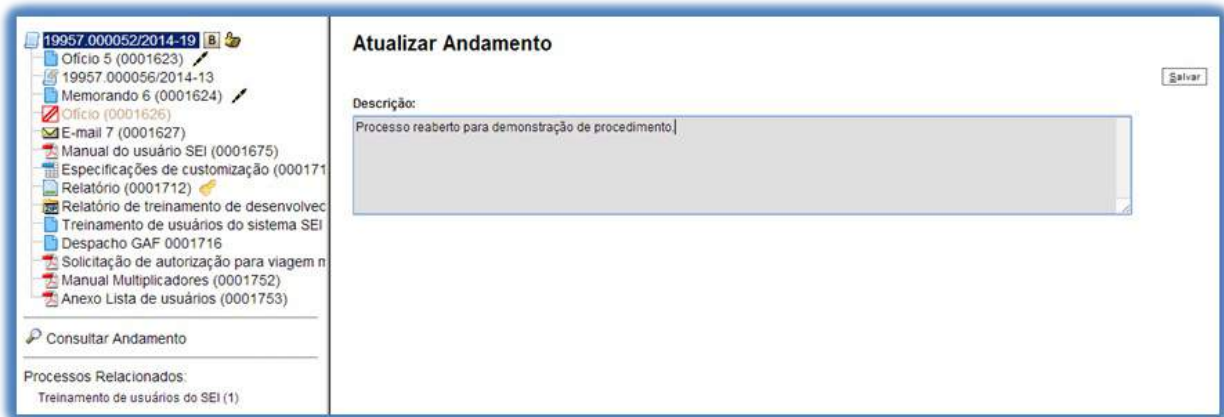 19957.000052/2014-19 B
Ofício 5 (0001623)
19957.000056/2014-13
Memorando 6 (0001624)
Ofício (0001626)
E-mail 7 (0001627)
Manual do usuário SEI (0001675)
Especificações de customização (000171
Relatório (0001712)
Relatório de treinamento de desenvolvec
Treinamento de usuários do sistema SEI
Despacho GAF 0001716
Solicitação de autorização para viagem n
Manual Multiplicadores (0001752)
Anexo Lista de usuários (0001753)
Consultar Andamento
Processos Relacionados:
Treinamento de usuários do SEI (1)
Atualizar Andamento
Salvar
Descrição:
Processo reaberto para demonstração de procedimento.